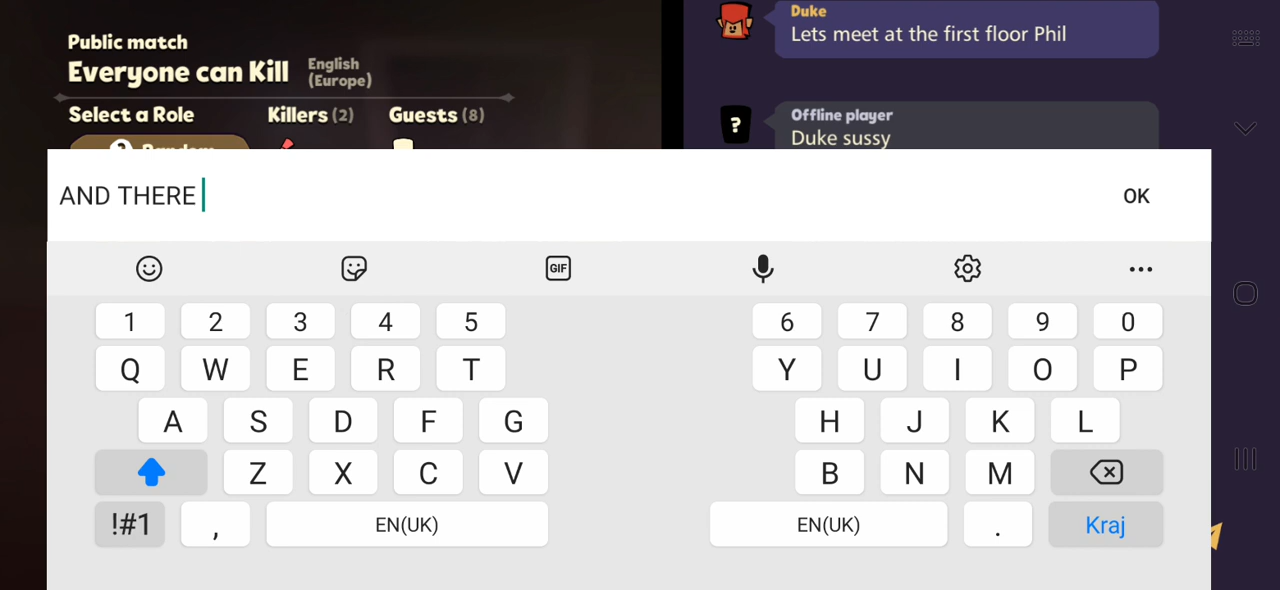 Public match
Everyone can Kill
English
(Europe)
Select a Role
Killers (2)
Guests (8)
? Random
Duke
Lets meet at the first floor Phil
?
Offline player
Duke sussy
AND THERE
OK
GIF
1 2 3 4 5 6 7 8 9 0
Q W E R T Y U I O P
A S D F G H J K L
Z X C V B N M
!#1 , EN(UK) EN(UK) . Kraj